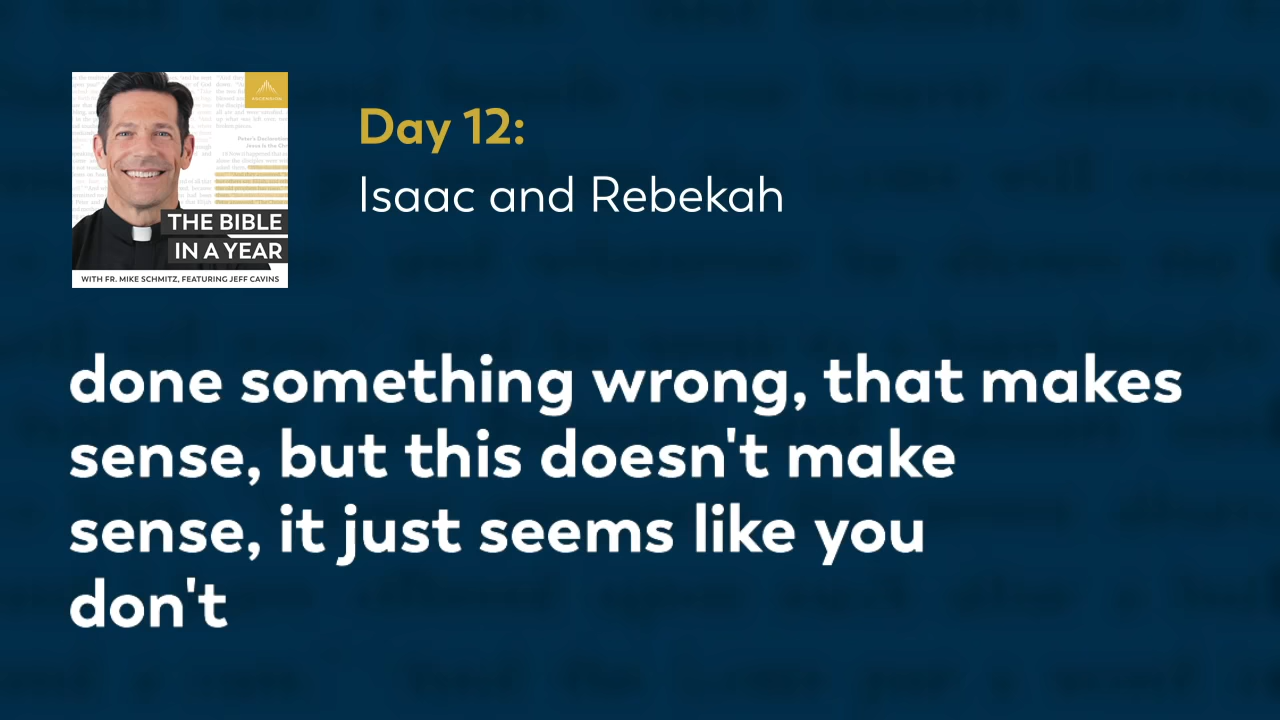 THE BIBLE
IN A YEAR
WITH FR. MIKE SCHMITZ, FEATURING JEFF CAVINS
Day 12:
Isaac and Rebekah
done something wrong, that makes
sense, but this doesn't make
sense, it just seems like you
don't